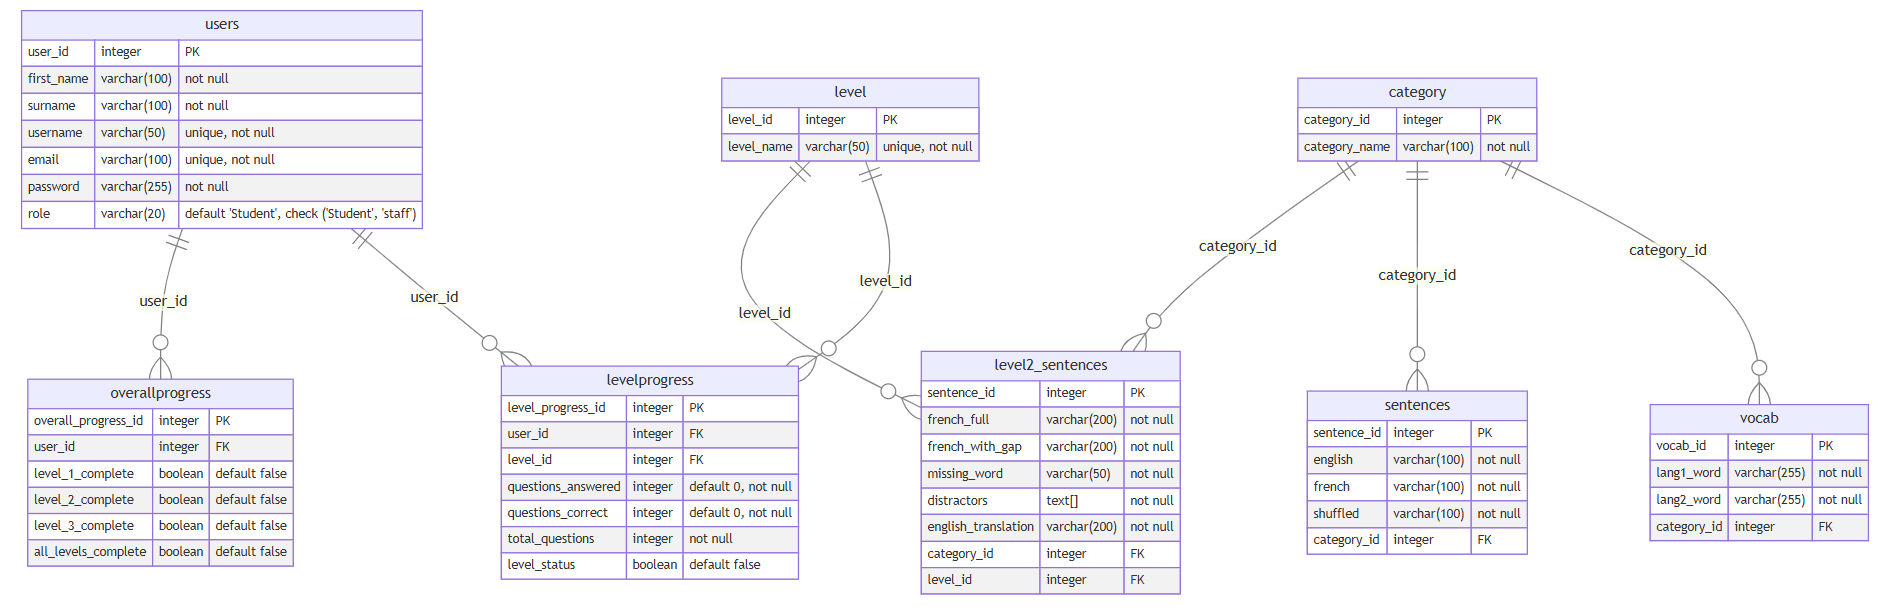 users
user_id integer PK
first_name varchar(100) not null
surname varchar(100) not null
username varchar(50) unique, not null
email varchar(100) unique, not null
password varchar(255) not null
role varchar(20) default 'Student', check ('Student', 'staff')
level
level_id integer PK
level_name varchar(50) unique, not null
category
category_id integer PK
category_name varchar(100) not null
user_id
user_id
level_id
level_id
category_id
category_id
category_id
overallprogress
overall_progress_id integer PK
user_id integer FK
level_1_complete boolean default false
level_2_complete boolean default false
level_3_complete boolean default false
all_levels_complete boolean default false
levelprogress
level_progress_id integer PK
user_id integer FK
level_id integer FK
questions_answered integer default 0, not null
questions_correct integer default 0, not null
total_questions integer not null
level_status boolean default false
level2_sentences
sentence_id integer PK
french_full varchar(200) not null
french_with_gap varchar(200) not null
missing_word varchar(50) not null
distractors text[] not null
english_translation varchar(200) not null
category_id integer FK
level_id integer FK
sentences
sentence_id integer PK
english varchar(100) not null
french varchar(100) not null
shuffled varchar(100) not null
category_id integer FK
vocab
vocab_id integer PK
lang1_word varchar(255) not null
lang2_word varchar(255) not null
category_id integer FK